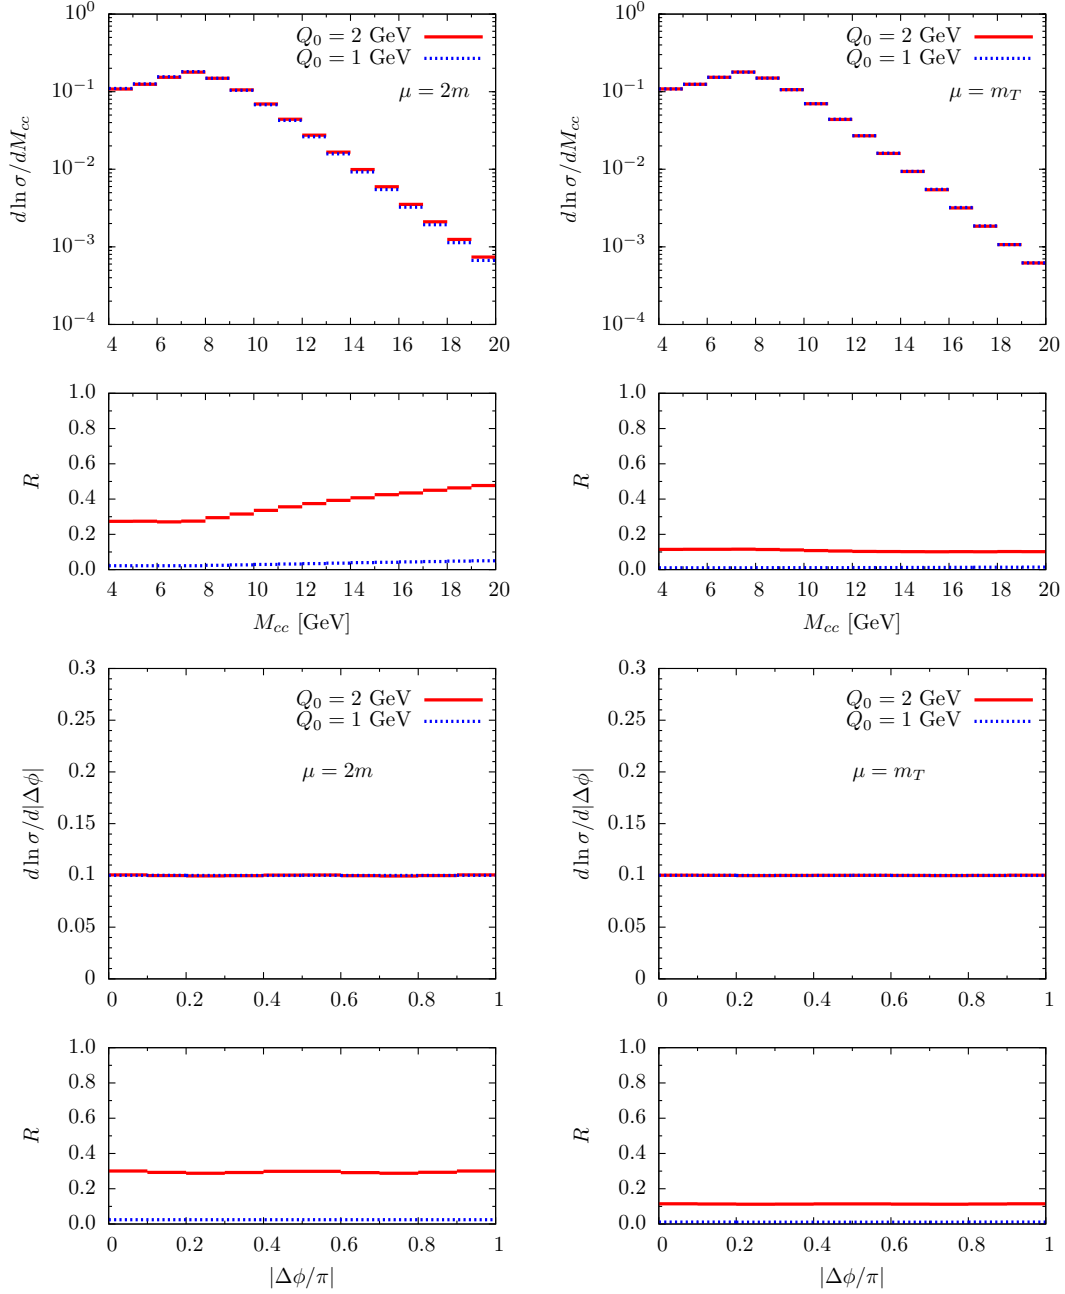 10^0
10^{-1}
10^{-2}
10^{-3}
10^{-4}
d ln σ/dM_{cc}
Q_0 = 2 GeV
Q_0 = 1 GeV
μ = 2m
4 6 8 10 12 14 16 18 20
10^0
10^{-1}
10^{-2}
10^{-3}
10^{-4}
d ln σ/dM_{cc}
Q_0 = 2 GeV
Q_0 = 1 GeV
μ = m_T
4 6 8 10 12 14 16 18 20
1.0
0.8
0.6
0.4
0.2
0.0
R
4 6 8 10 12 14 16 18 20
M_{cc} [GeV]
1.0
0.8
0.6
0.4
0.2
0.0
R
4 6 8 10 12 14 16 18 20
M_{cc} [GeV]
0.3
0.25
0.2
0.15
0.1
0.05
0
d ln σ/d|Δϕ|
Q_0 = 2 GeV
Q_0 = 1 GeV
μ = 2m
0 0.2 0.4 0.6 0.8 1
0.3
0.25
0.2
0.15
0.1
0.05
0
d ln σ/d|Δϕ|
Q_0 = 2 GeV
Q_0 = 1 GeV
μ = m_T
0 0.2 0.4 0.6 0.8 1
1.0
0.8
0.6
0.4
0.2
0.0
R
0 0.2 0.4 0.6 0.8 1
|Δϕ/π|
1.0
0.8
0.6
0.4
0.2
0.0
R
0 0.2 0.4 0.6 0.8 1
|Δϕ/π|